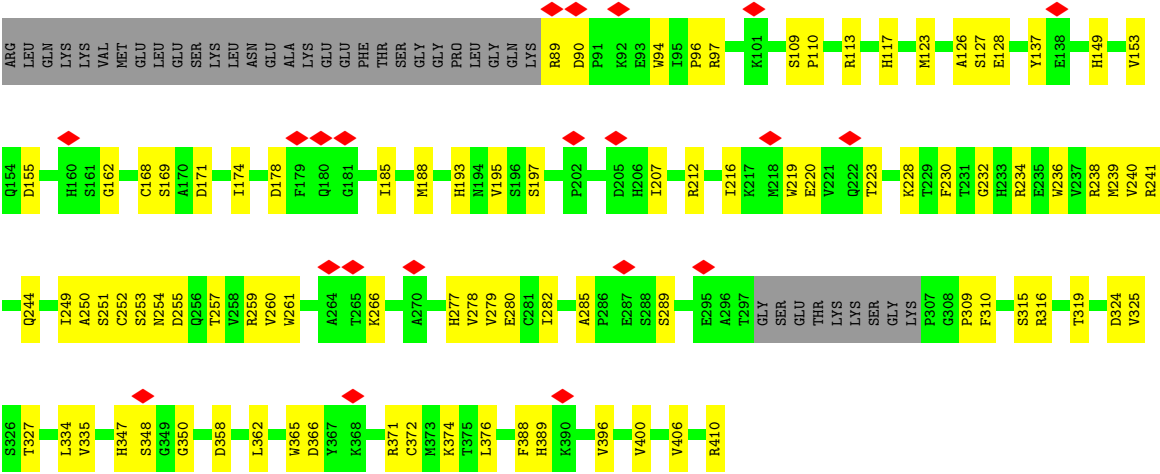 ARG LEU GLN LYS LYS VAL MET GLU LEU GLU SER LYS LEU ASN GLU ALA LYS GLU GLU PHE THR SER GLY GLY PRO LEU GLY GLN LYS R89 D90 P91 K92 E93 W94 I95 P96 R97 K101 S109 P110 R113 H117 M123 A126 S127 E128 Y137 E138 H149 V153
Q154 D155 H160 S161 G162 C168 S169 A170 D171 I174 D178 F179 Q180 G181 I185 M188 H193 N194 V195 S196 S197 P202 D205 H206 I207 R212 I216 K217 M218 W219 E220 V221 Q222 T223 K228 T229 F230 T231 G232 H233 R234 E235 W236 V237 R238 M239 V240 R241
Q244 I249 A250 S251 C252 S253 N254 D255 Q256 T257 V258 R259 V260 W261 A264 T265 K266 A270 H277 V278 V279 E280 C281 I282 A285 P286 E287 S288 S289 E295 A296 T297 GLY SER GLU THR LYS LYS SER GLY LYS P307 G308 P309 F310 S315 R316 T319 D324 V325
S326 T327 L334 V335 H347 S348 G349 G350 D358 L362 W365 D366 Y367 K368 R371 C372 M373 K374 T375 L376 F388 H389 K390 V396 V400 V406 R410